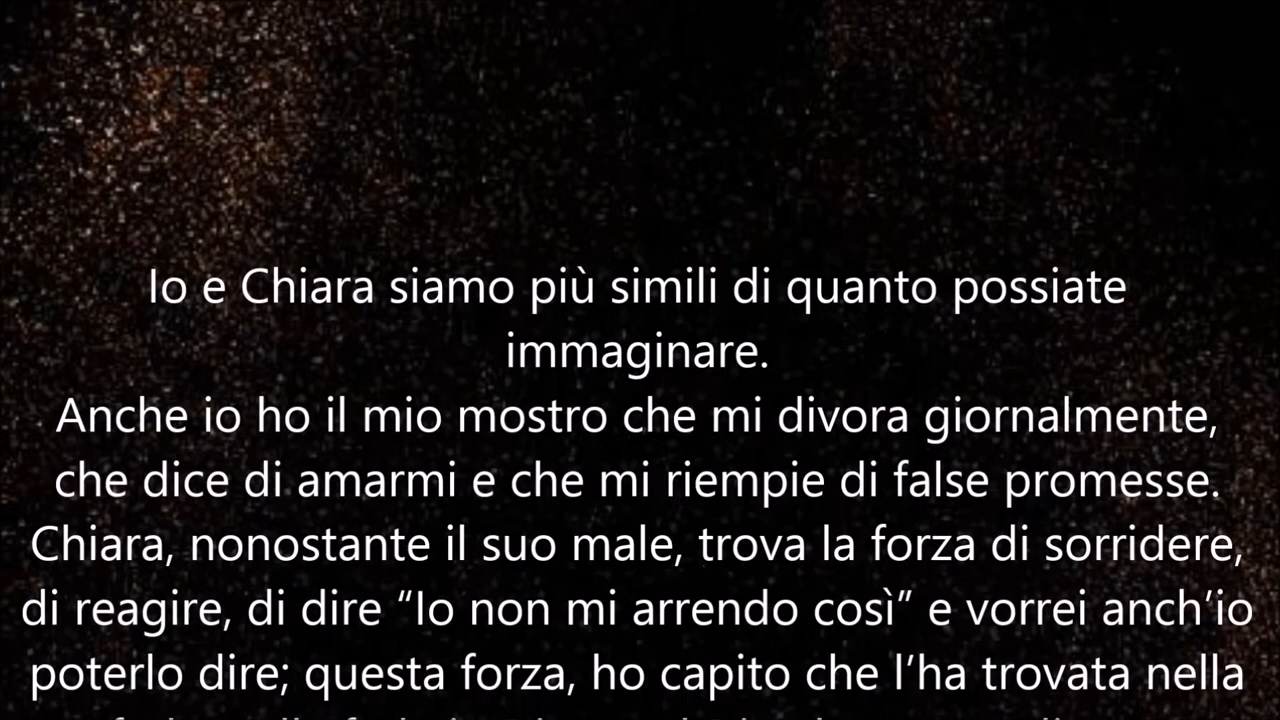 Io e Chiara siamo più simili di quanto possiate
immaginare.
Anche io ho il mio mostro che mi divora giornalmente,
che dice di amarmi e che mi riempie di false promesse.
Chiara, nonostante il suo male, trova la forza di sorridere,
di reagire, di dire “Io non mi arrendo così” e vorrei anch’io
poterlo dire; questa forza, ho capito che l’ha trovata nella